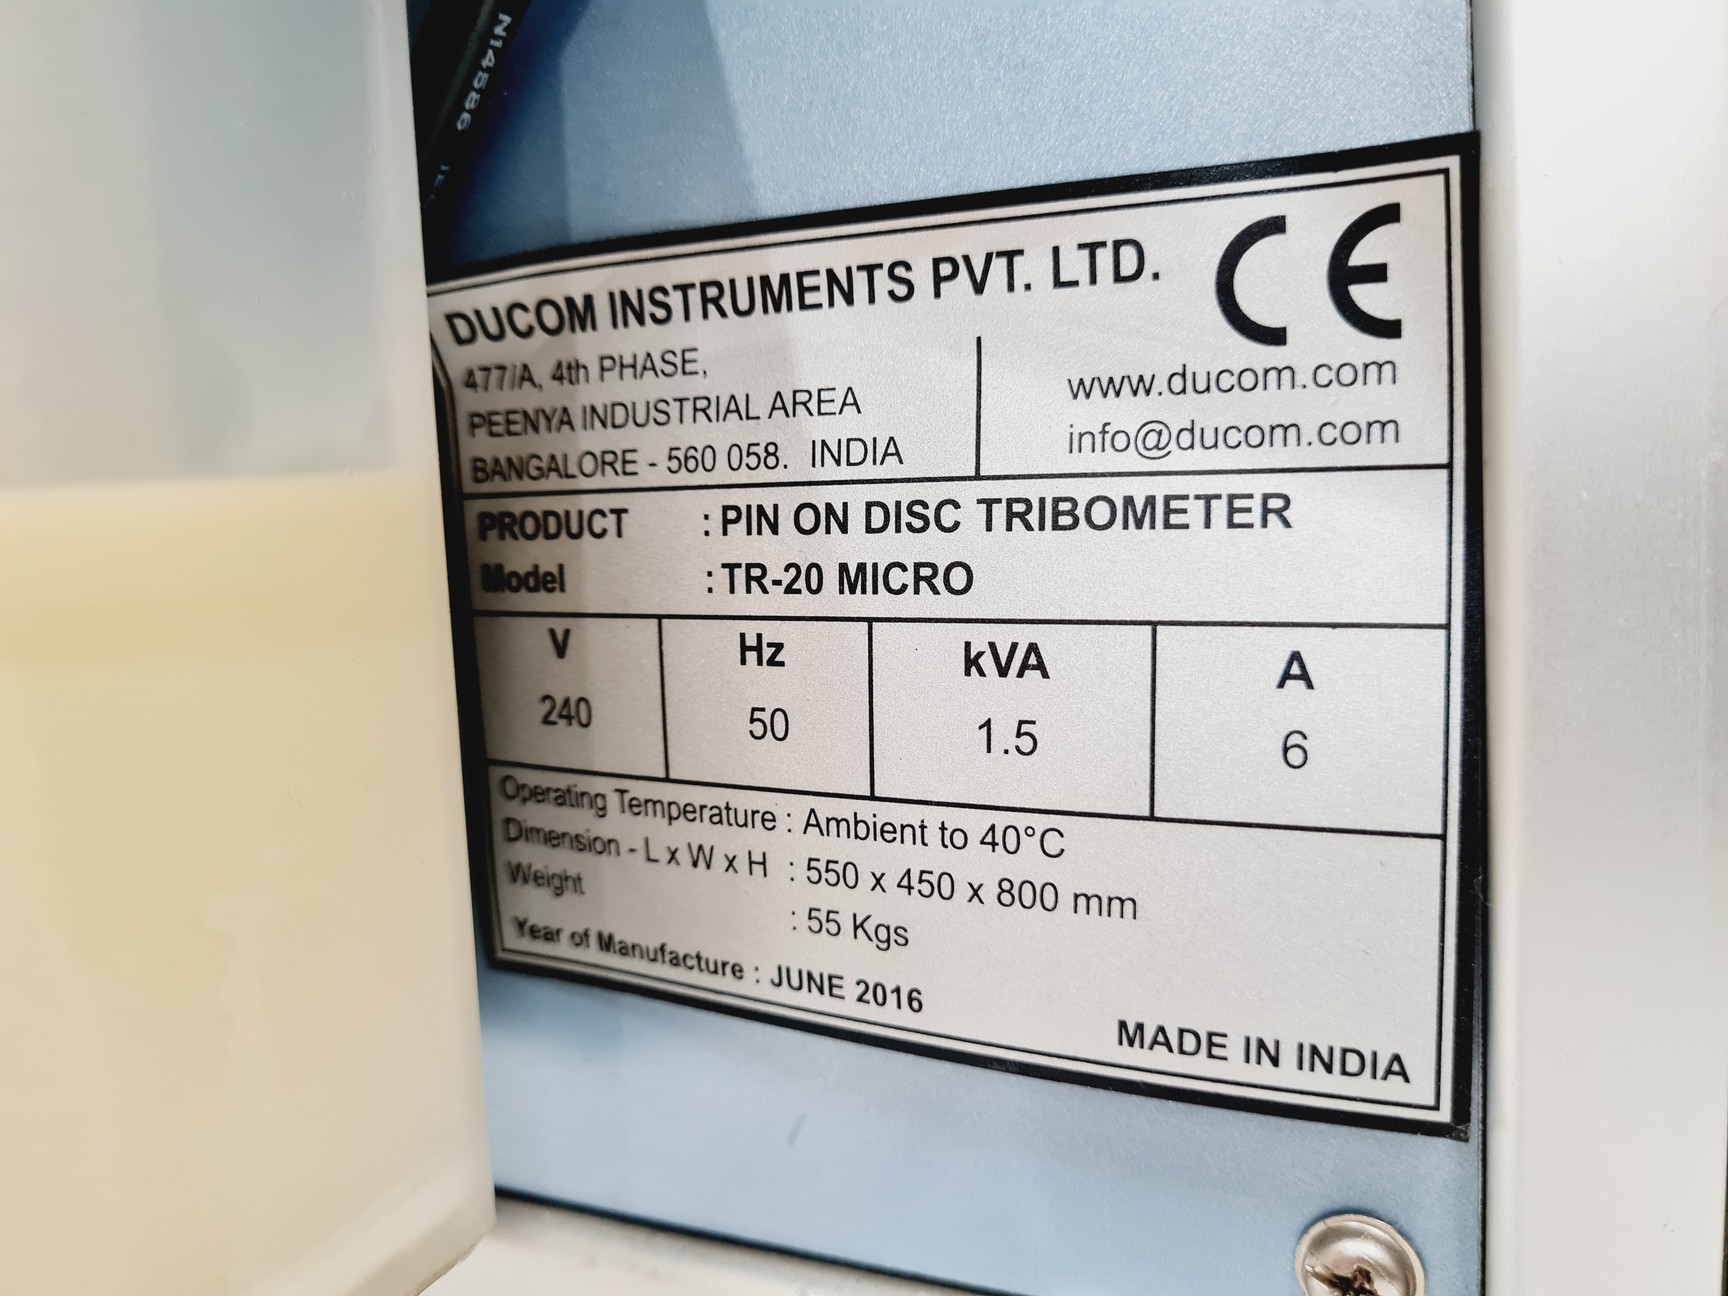 N14586
DUCOM INSTRUMENTS PVT. LTD.
CE
477/A, 4th PHASE,
PEENYA INDUSTRIAL AREA
BANGALORE - 560 058. INDIA
www.ducom.com
info@ducom.com
PRODUCT : PIN ON DISC TRIBOMETER
Model : TR-20 MICRO
V Hz kVA A
240 50 1.5 6
Operating Temperature : Ambient to 40°C
Dimension - L x W x H : 550 x 450 x 800 mm
Weight : 55 Kgs
Year of Manufacture : JUNE 2016
MADE IN INDIA